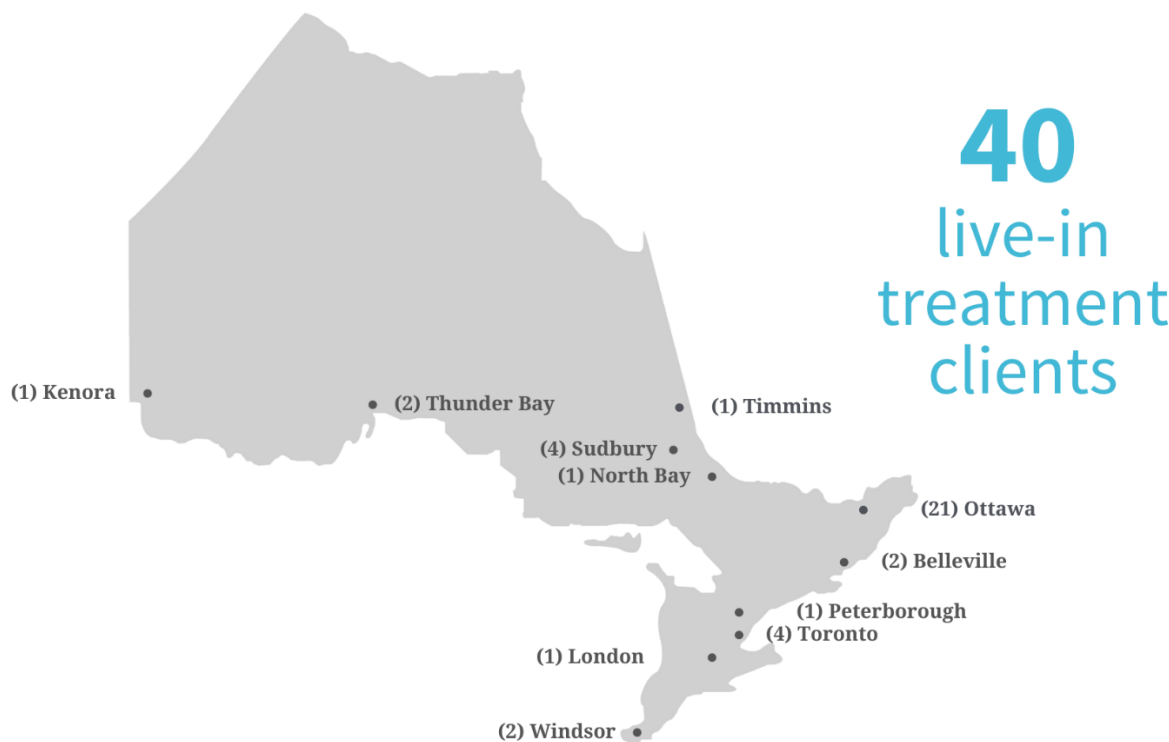 40
live-in
treatment
clients
(1) Kenora
(2) Thunder Bay
(1) Timmins
(4) Sudbury
(1) North Bay
(21) Ottawa
(2) Belleville
(1) Peterborough
(4) Toronto
(1) London
(2) Windsor